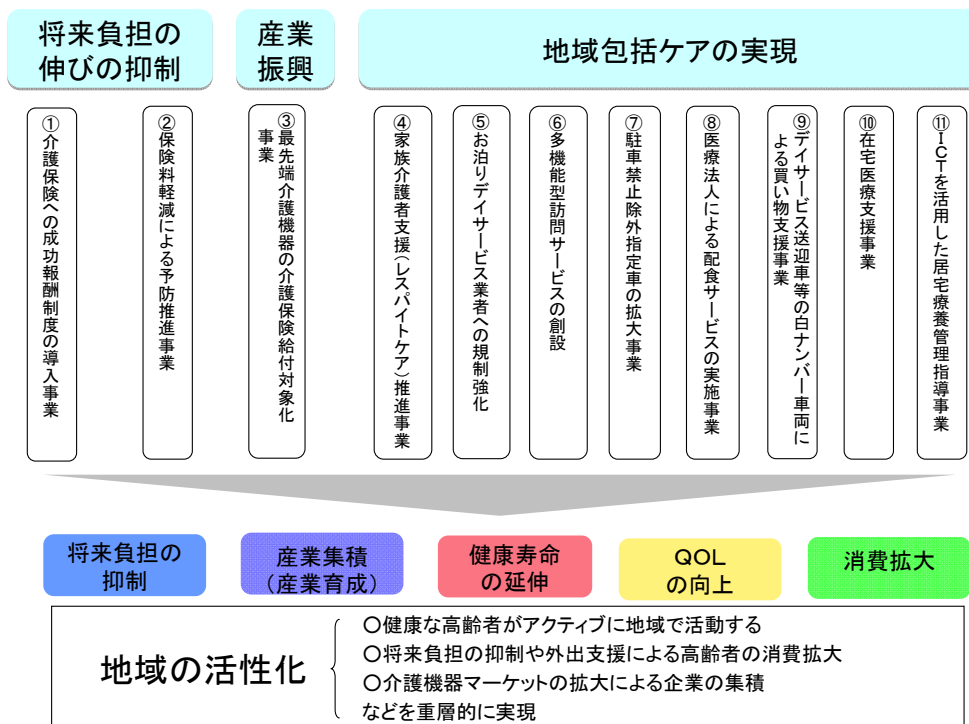 将来負担の
伸びの抑制
産業
振興
地域包括ケアの実現
①介護保険への成功報酬制度の導入事業
②保険料軽減による予防推進事業
③最先端介護機器の介護保険給付対象化
事業
④家族介護者支援(レスパイトケア)推進事業
⑤お泊りデイサービス業者への規制強化
⑥多機能型訪問サービスの創設
⑦駐車禁止除外指定車の拡大事業
⑧医療法人による配食サービスの実施事業
⑨デイサービス送迎車等の白ナンバー車両に
よる買い物支援事業
⑩在宅医療支援事業
⑪ICTを活用した居宅療養管理指導事業
将来負担の
抑制
産業集積
(産業育成)
健康寿命
の延伸
QOL
の向上
消費拡大
地域の活性化
○健康な高齢者がアクティブに地域で活動する
○将来負担の抑制や外出支援による高齢者の消費拡大
○介護機器マーケットの拡大による企業の集積
などを重層的に実現